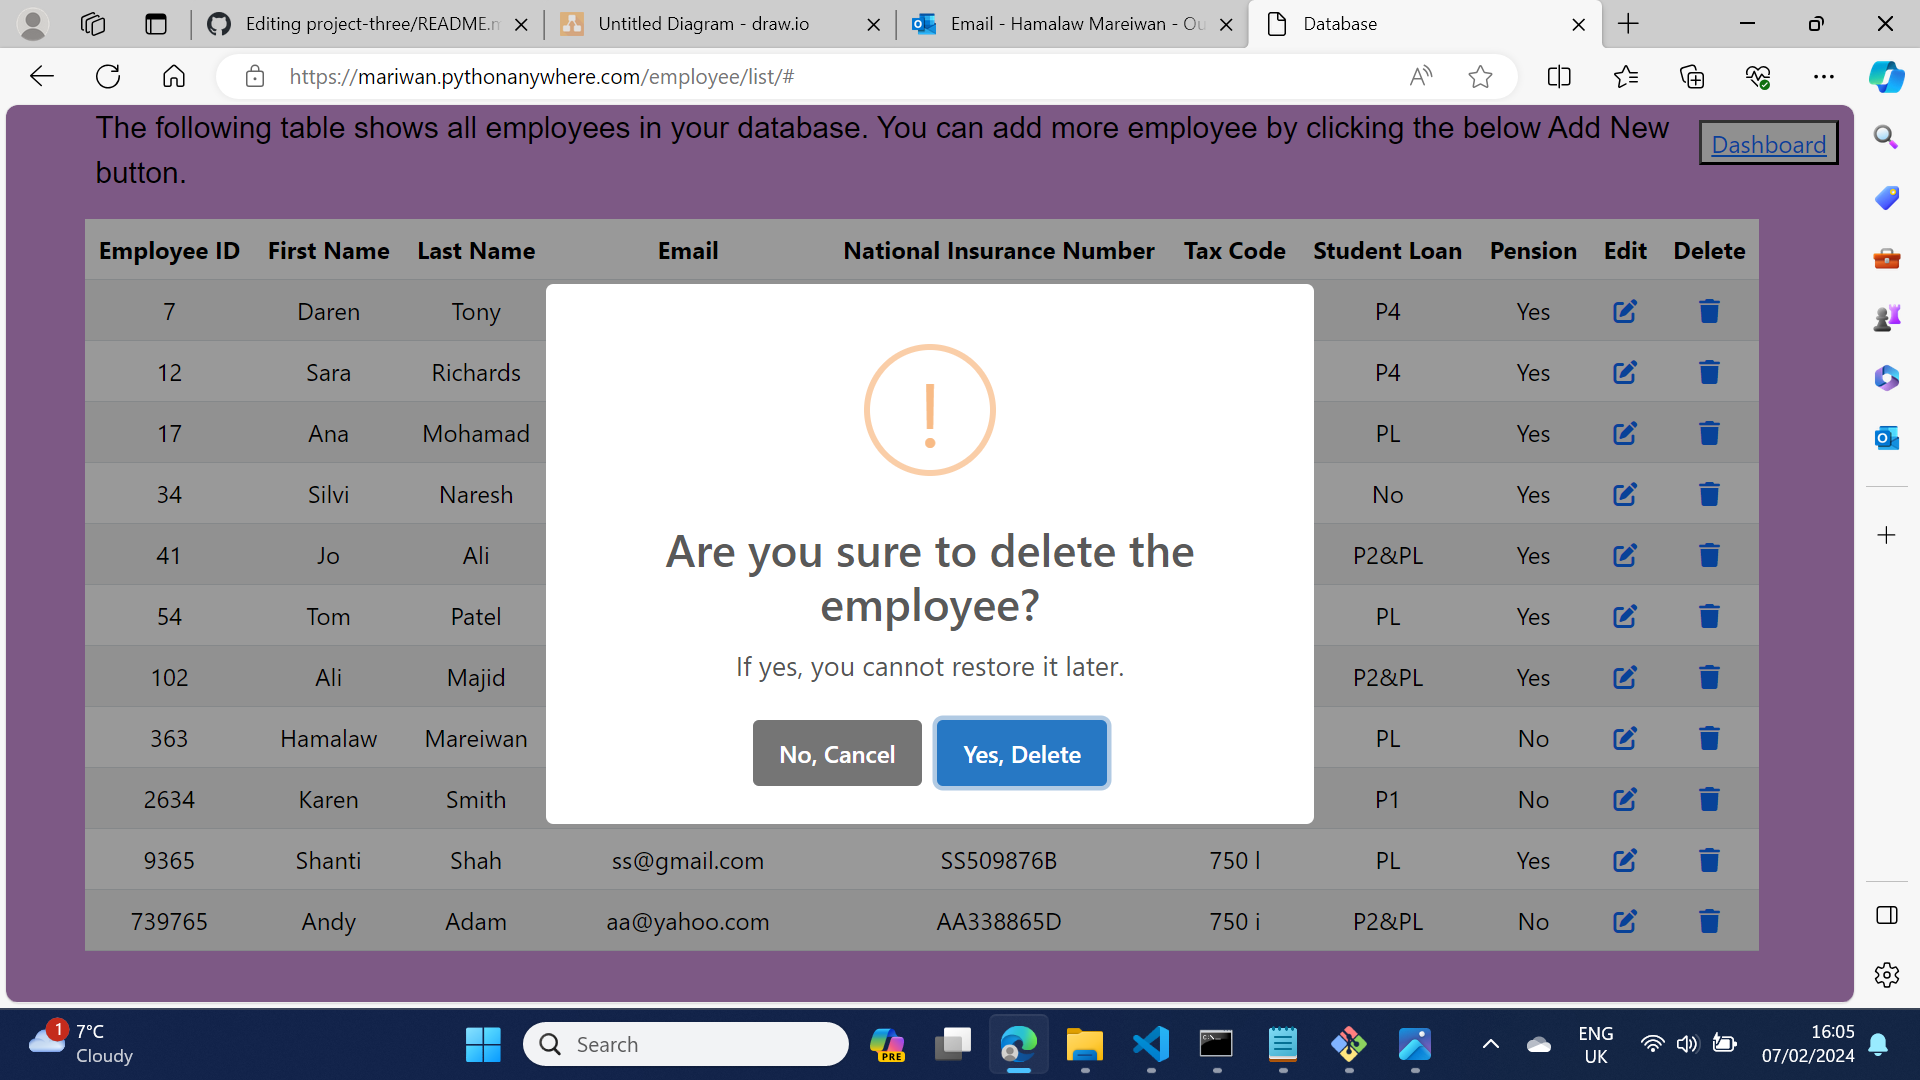 Editing project-three/README.m
Untitled Diagram - draw.io
Email - Hamalaw Mareiwan - Ou
Database
https://mariwan.pythonanywhere.com/employee/list/#
The following table shows all employees in your database. You can add more employee by clicking the below Add New
button.
Dashboard
Employee ID First Name Last Name Email National Insurance Number Tax Code Student Loan Pension Edit Delete
7 Daren Tony P4 Yes
12 Sara Richards P4 Yes
17 Ana Mohamad PL Yes
34 Silvi Naresh No Yes
41 Jo Ali P2&PL Yes
54 Tom Patel PL Yes
102 Ali Majid P2&PL Yes
363 Hamalaw Mareiwan PL No
2634 Karen Smith P1 No
9365 Shanti Shah ss@gmail.com SS509876B 750 l PL Yes
739765 Andy Adam aa@yahoo.com AA338865D 750 i P2&PL No
Are you sure to delete the
employee?
If yes, you cannot restore it later.
No, Cancel
Yes, Delete
1
7°C
Cloudy
Search
PRE
ENG
UK
16:05
07/02/2024